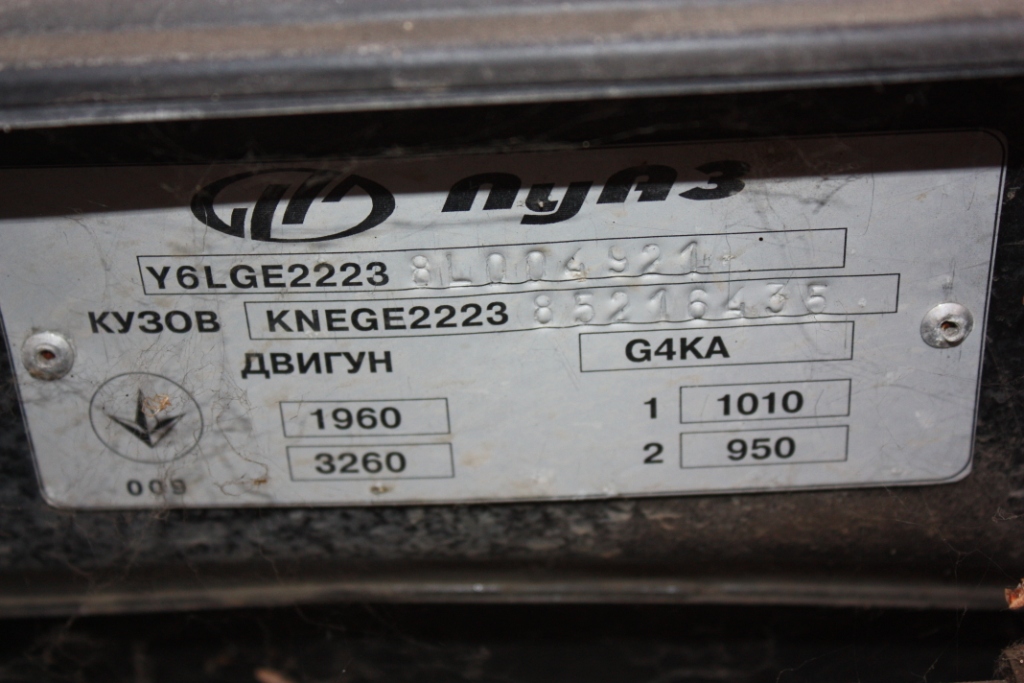 ЛуАЗ
Y6LGE2223 8L004921
КУЗОВ KNEGE2223 85216435
ДВИГУН G4KA
1960 1 1010
3260 2 950
009